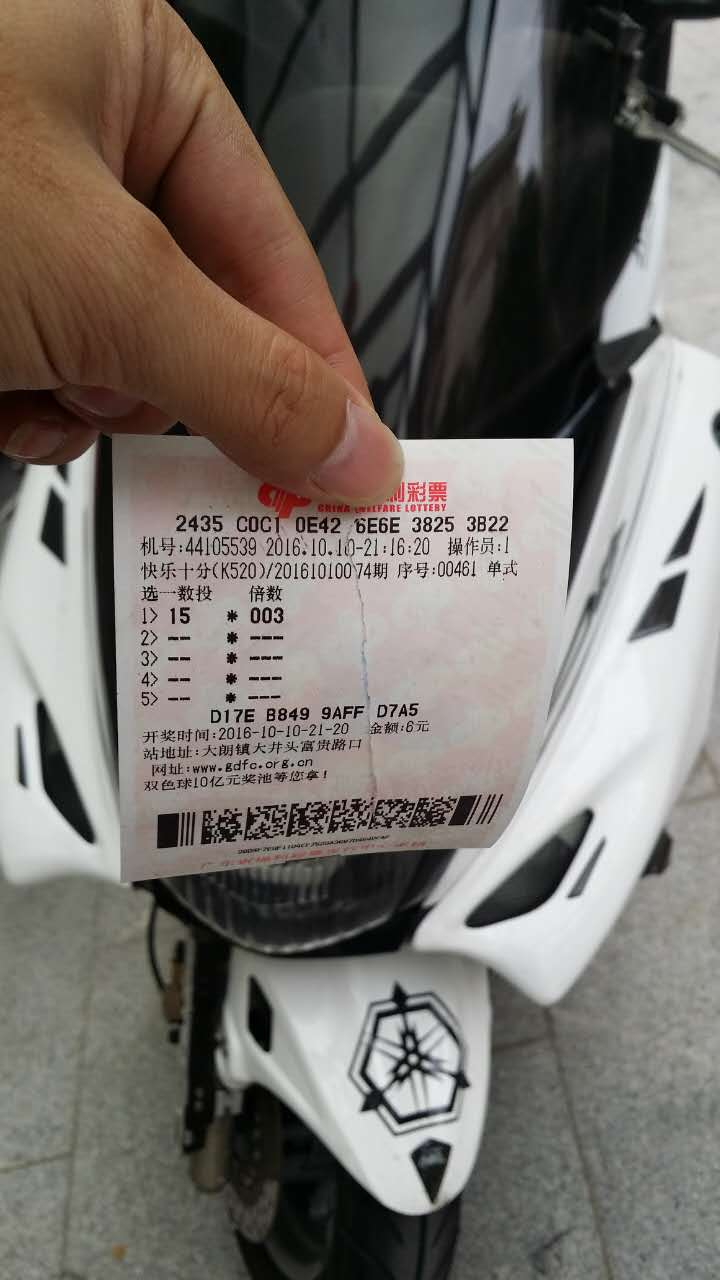 利彩票
CHINA WELFARE LOTTERY
2435 C0C1 0E42 6E6E 3825 3B22
机号:44105539 2016.10.10-21:16:20 操作员:1
快乐十分(K520)/2016101074期 序号:00461 单式
选一数投 倍数
1> 15 * 003
2> -- * ---
3> -- * ---
4> -- * ---
5> -- * ---
D17E B849 9AFF D7A5
开奖时间:2016-10-10-21-20 金额:6元
站地址:大朗镇大井头富贵路口
网址:www.gdfc.org.cn
双色球10亿元奖池等您拿!